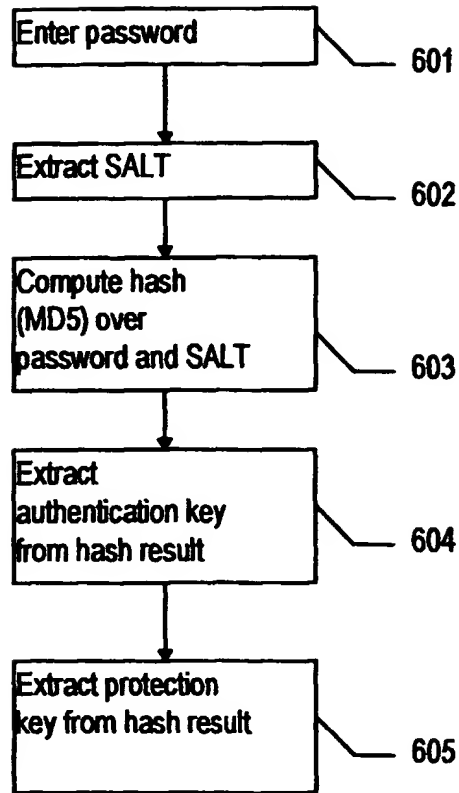 Enter password
601
Extract SALT
602
Compute hash
(MD5) over
password and SALT
603
Extract
authentication key
from hash result
604
Extract protection
key from hash result
605